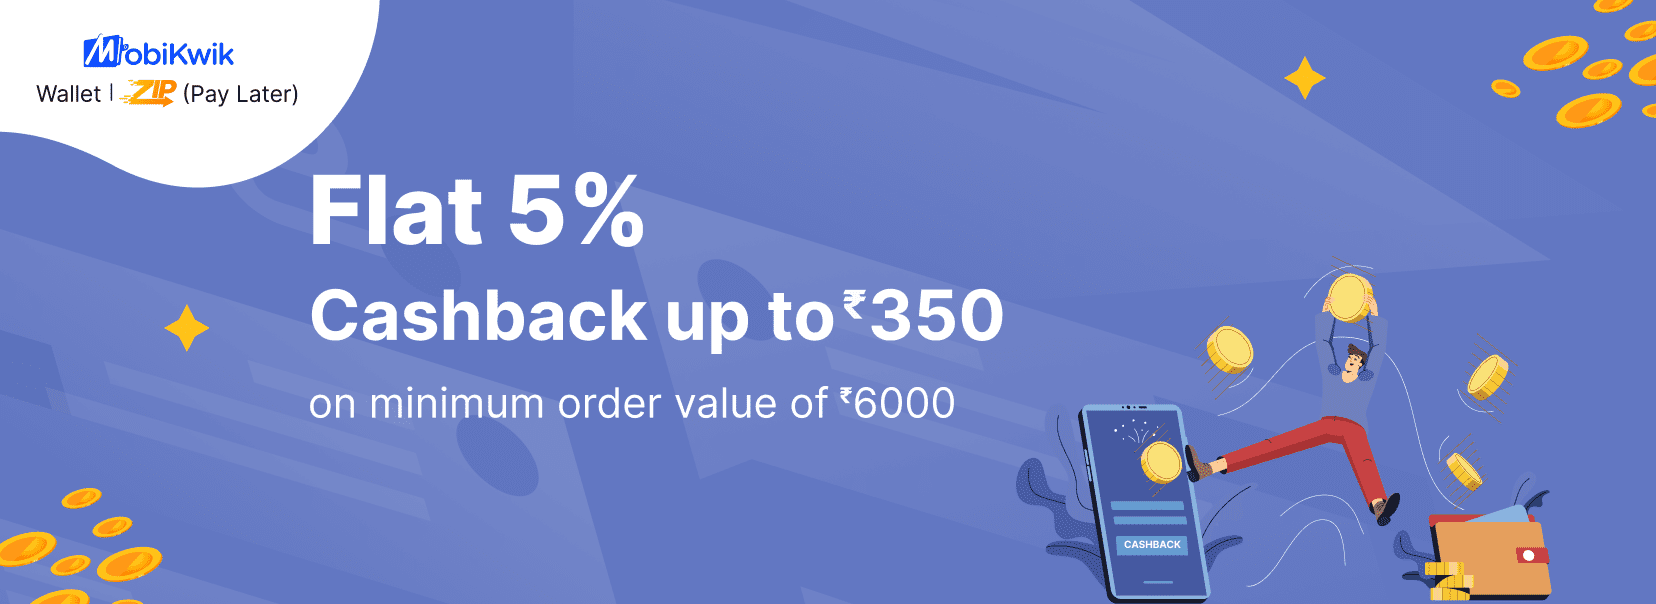 MobiKwik
Wallet | ZIP (Pay Later)
Flat 5%
Cashback up to ₹350
on minimum order value of ₹6000
CASHBACK